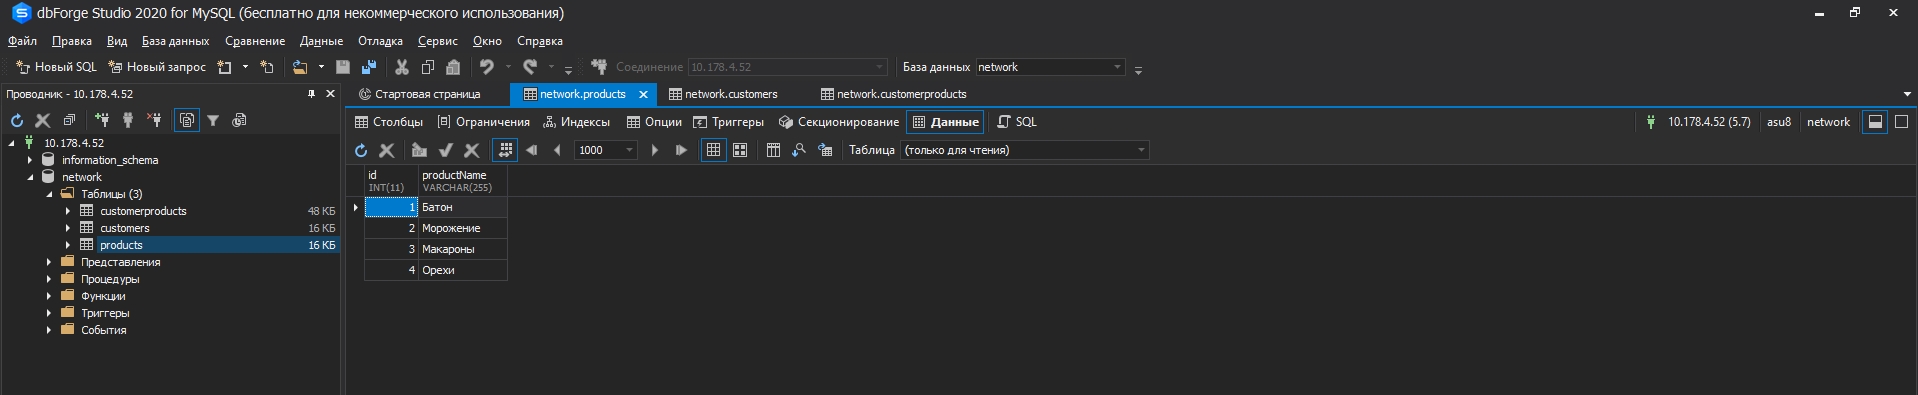 dbForge Studio 2020 for MySQL (бесплатно для некоммерческого использования)
Файл Правка Вид База данных Сравнение Данные Отладка Сервис Окно Справка
Новый SQL Новый запрос Соединение 10.178.4.52 База данных network
Проводник - 10.178.4.52
Стартовая страница network.products network.customers network.customerproducts
Столбцы Ограничения Индексы Опции Триггеры Секционирование Данные SQL 10.178.4.52 (5.7) asu8 network
1000 Таблица (только для чтения)
10.178.4.52
information_schema
network
Таблицы (3)
customerproducts 48 КБ
customers 16 КБ
products 16 КБ
Представления
Процедуры
Функции
Триггеры
События
id productName
INT(11) VARCHAR(255)
1 Батон
2 Морожение
3 Макароны
4 Орехи